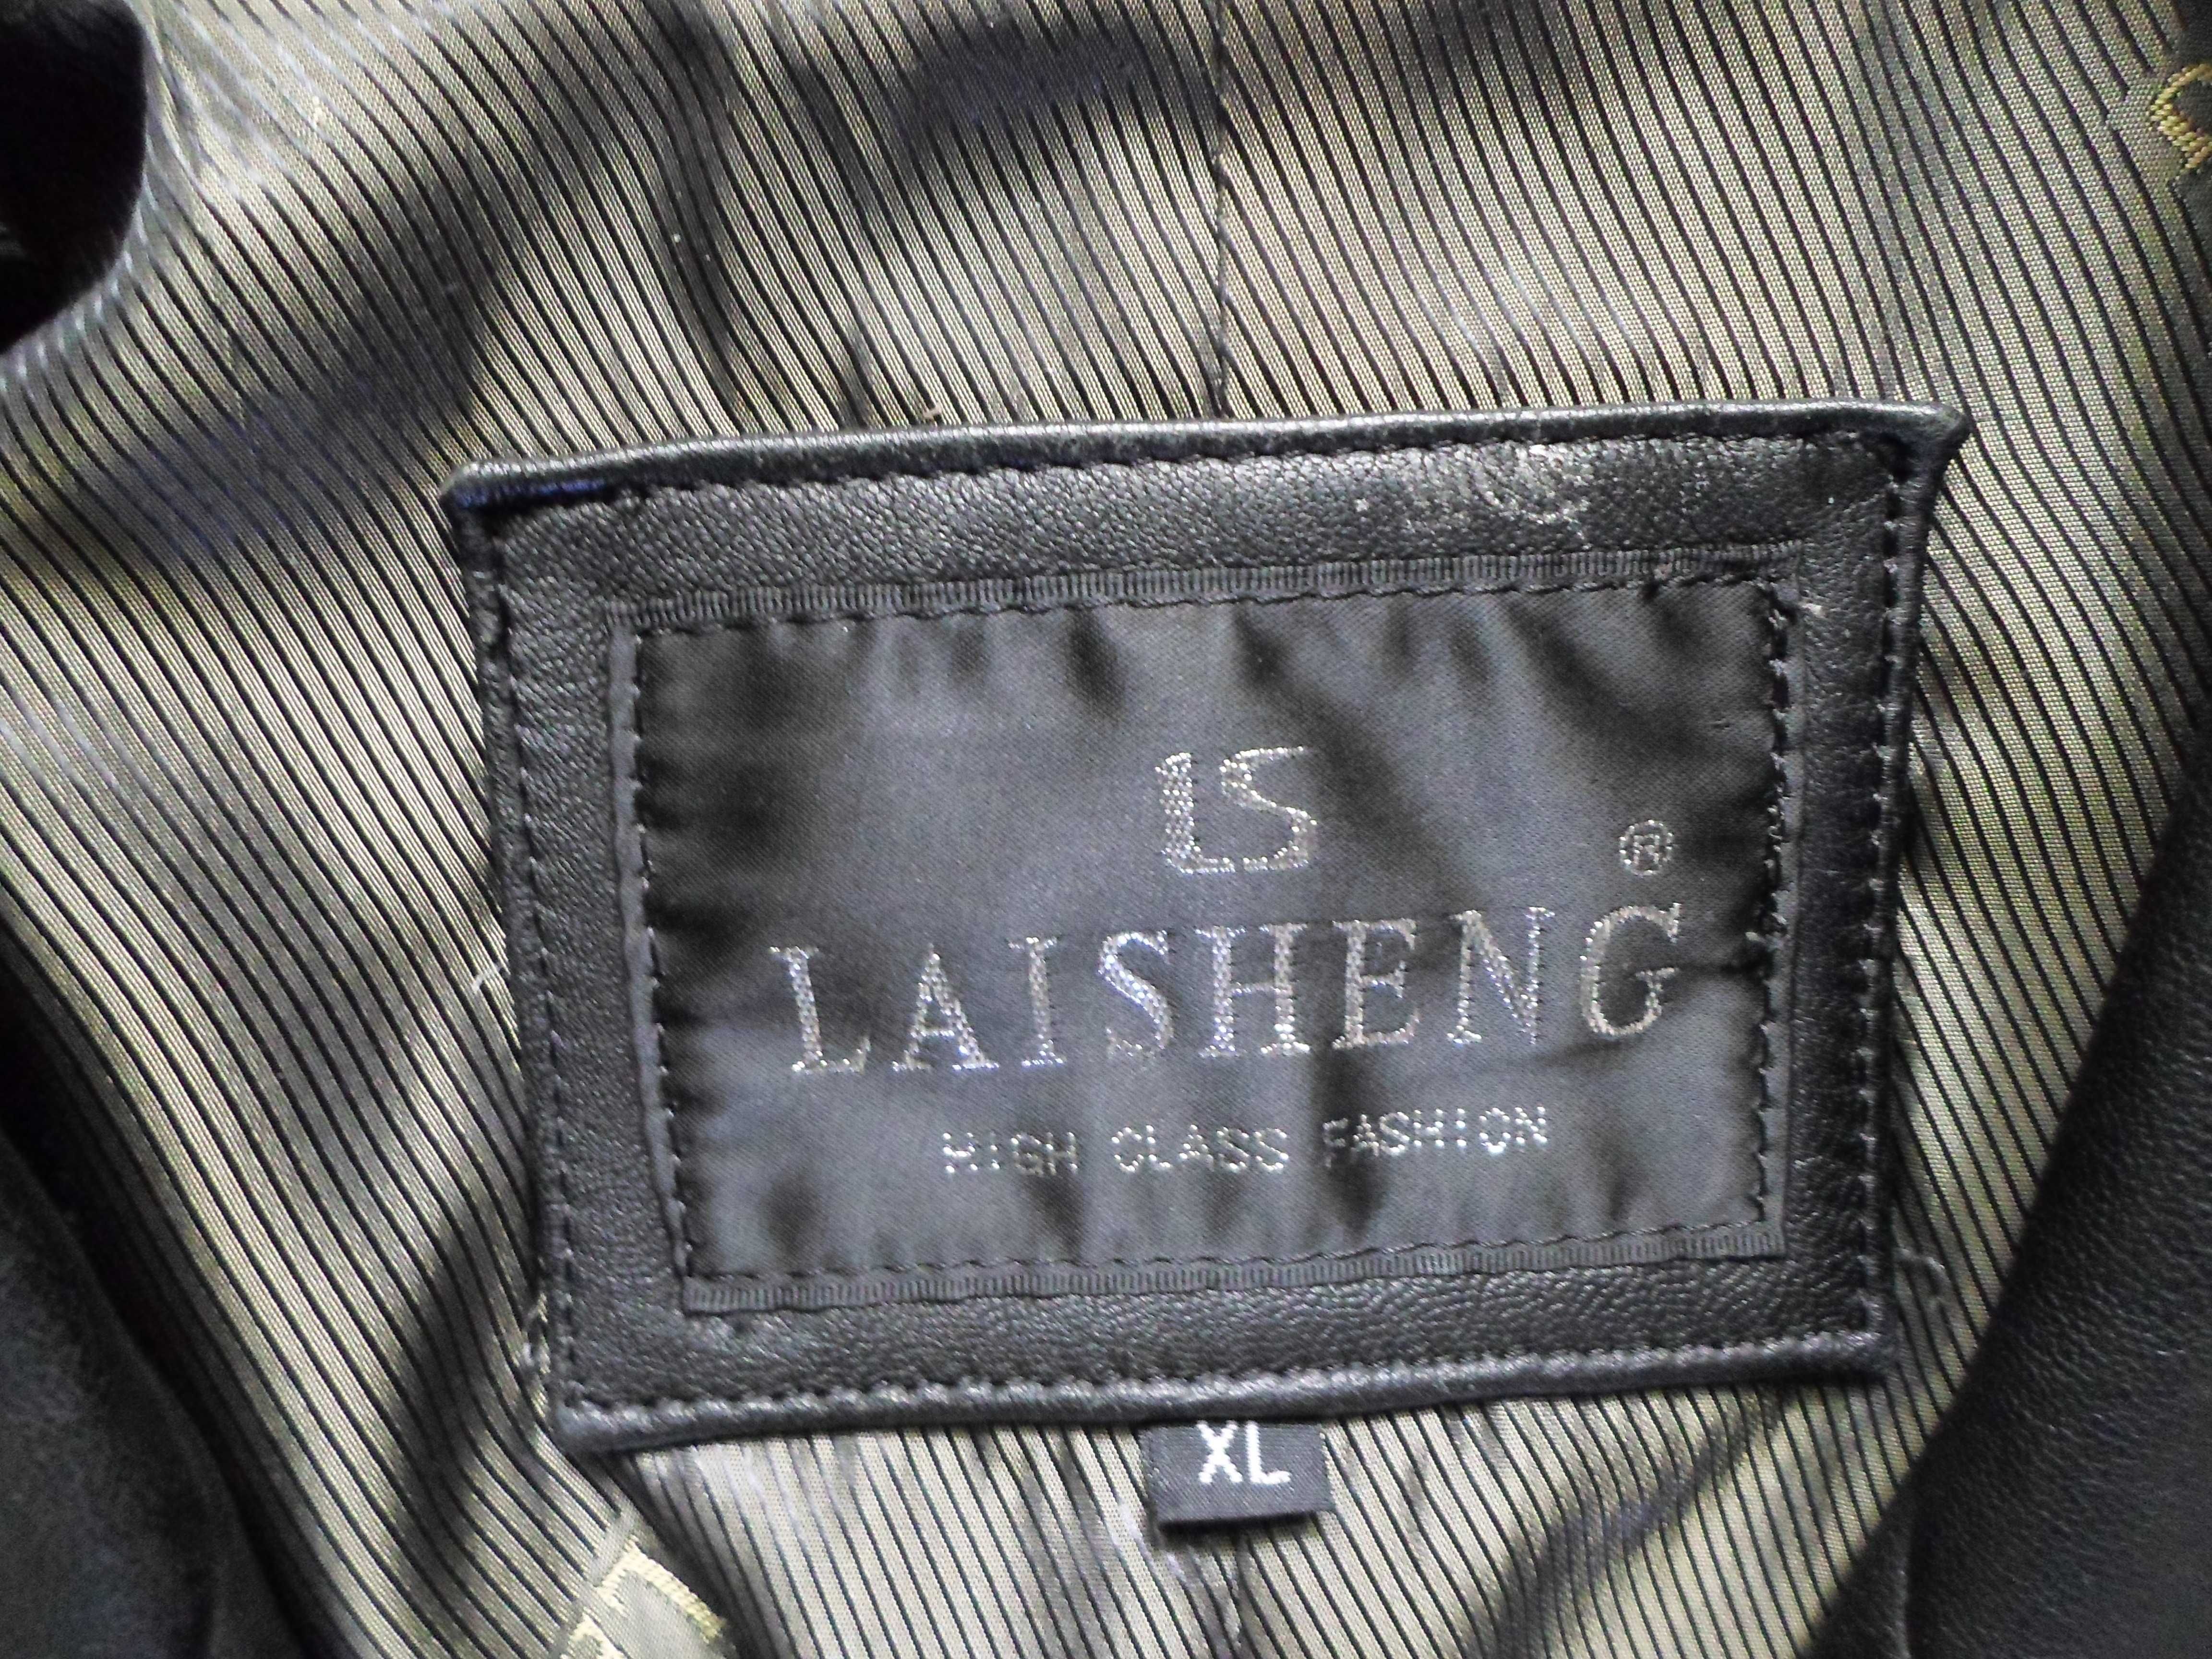 LS
®
LAISHENG
HIGH CLASS FASHION
XL